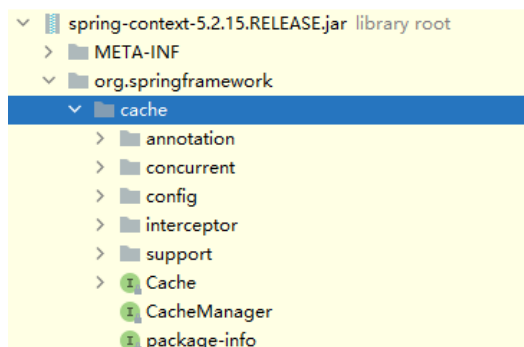 spring-context-5.2.15.RELEASE.jar library root
META-INF
org.springframework
cache
annotation
concurrent
config
interceptor
support
Cache
CacheManager
package-info